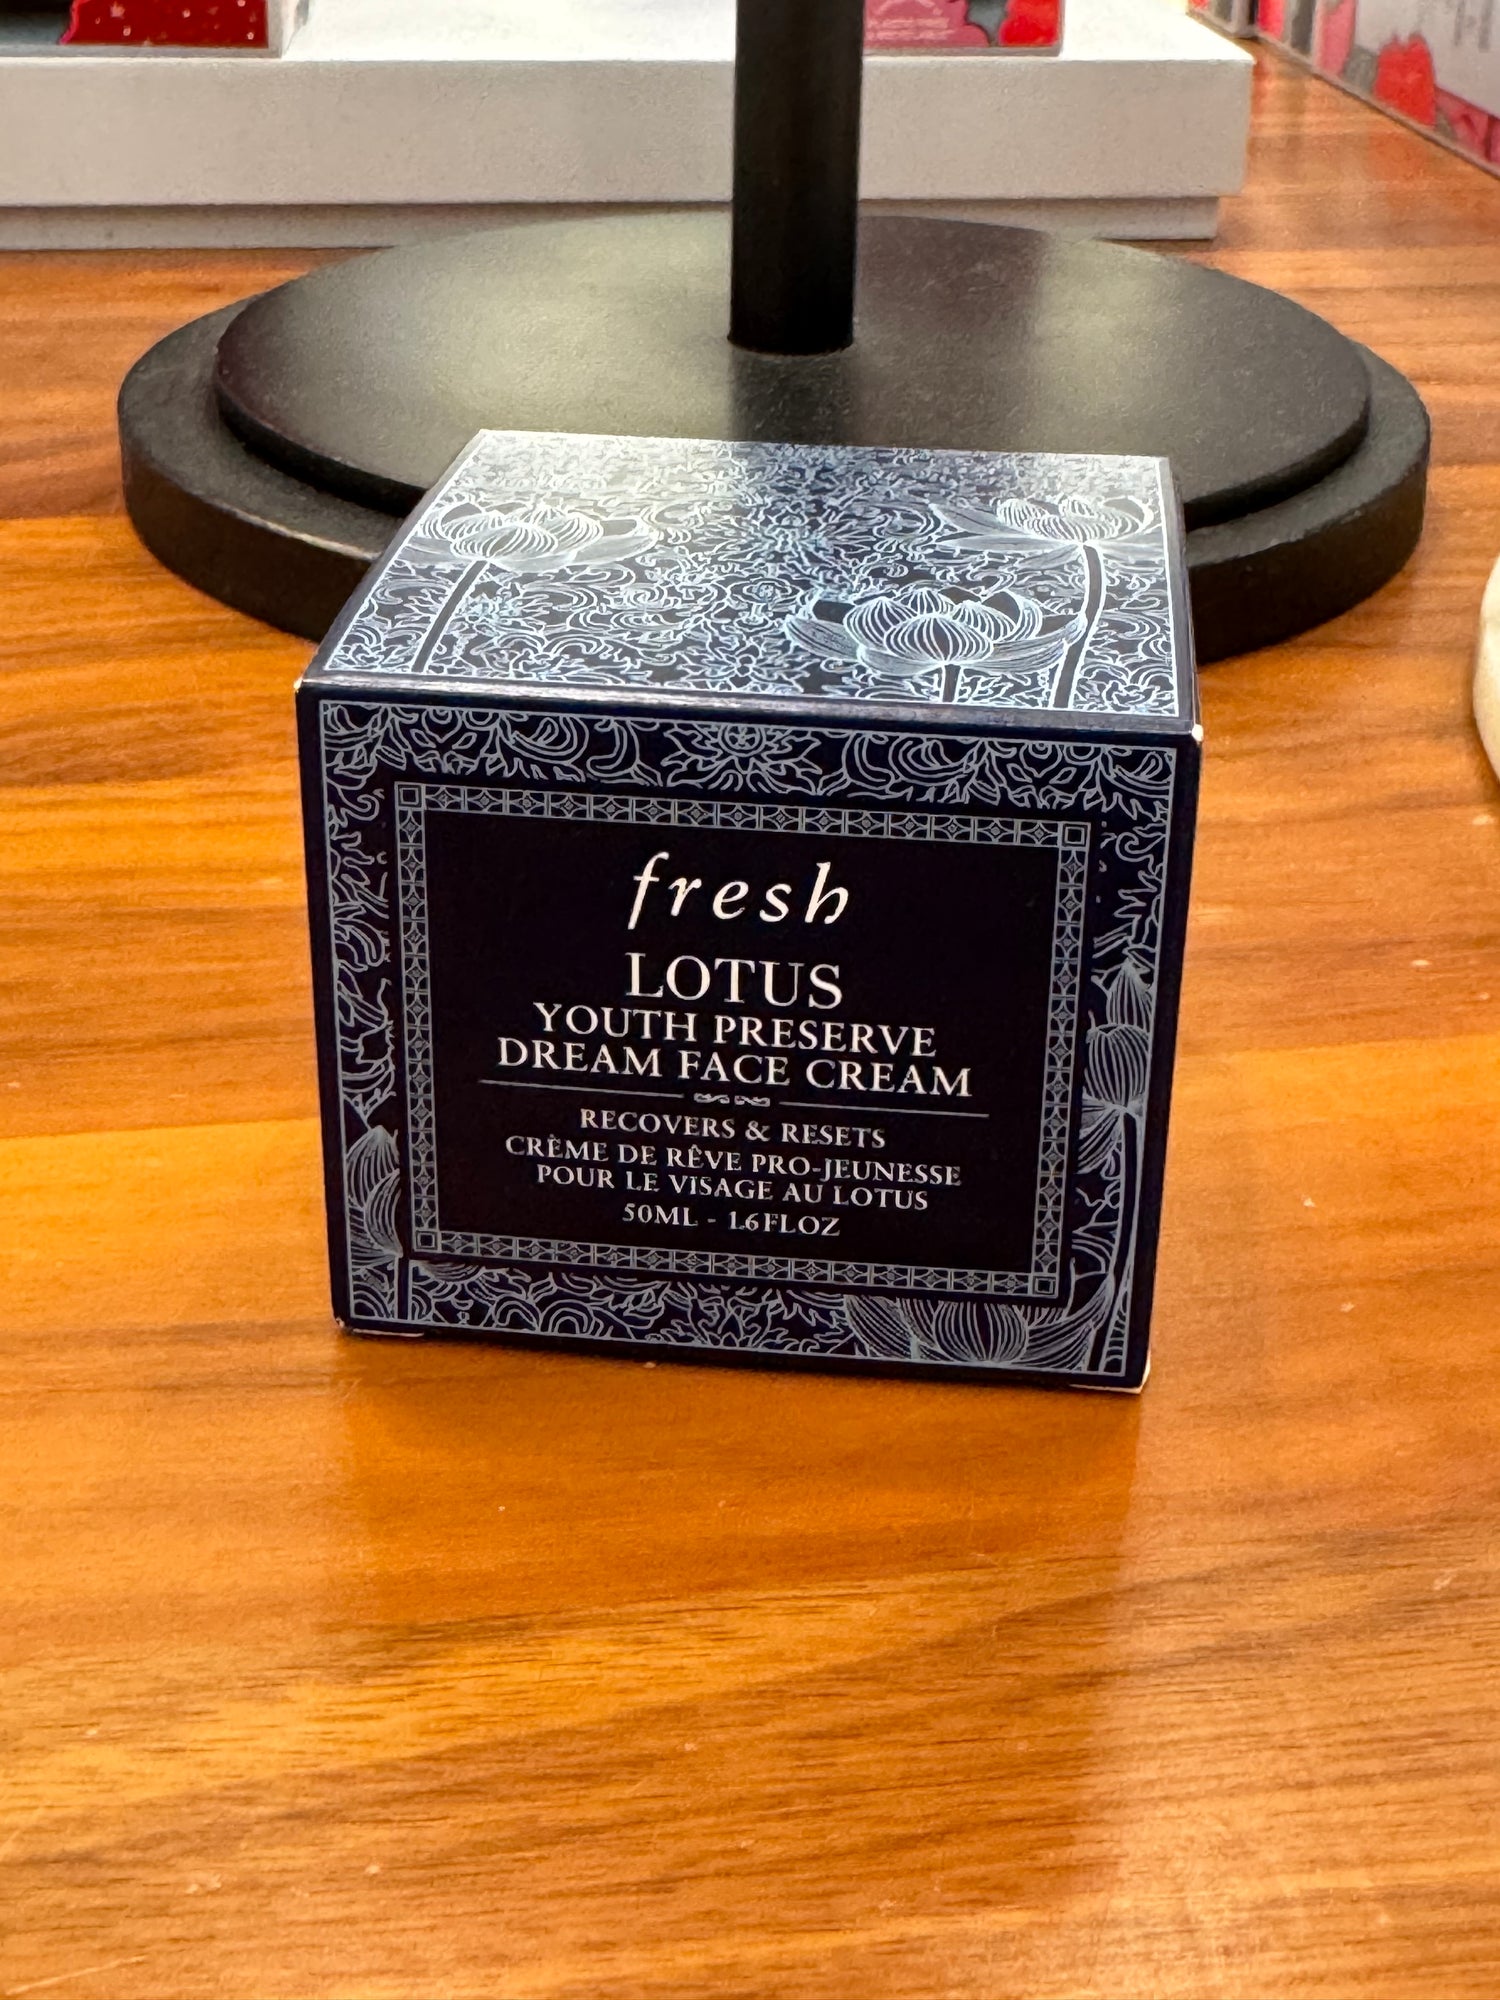 fresh
LOTUS
YOUTH PRESERVE
DREAM FACE CREAM
RECOVERS & RESETS
CRÈME DE RÊVE PRO-JEUNESSE
POUR LE VISAGE AU LOTUS
50ML - 1.6FLOZ